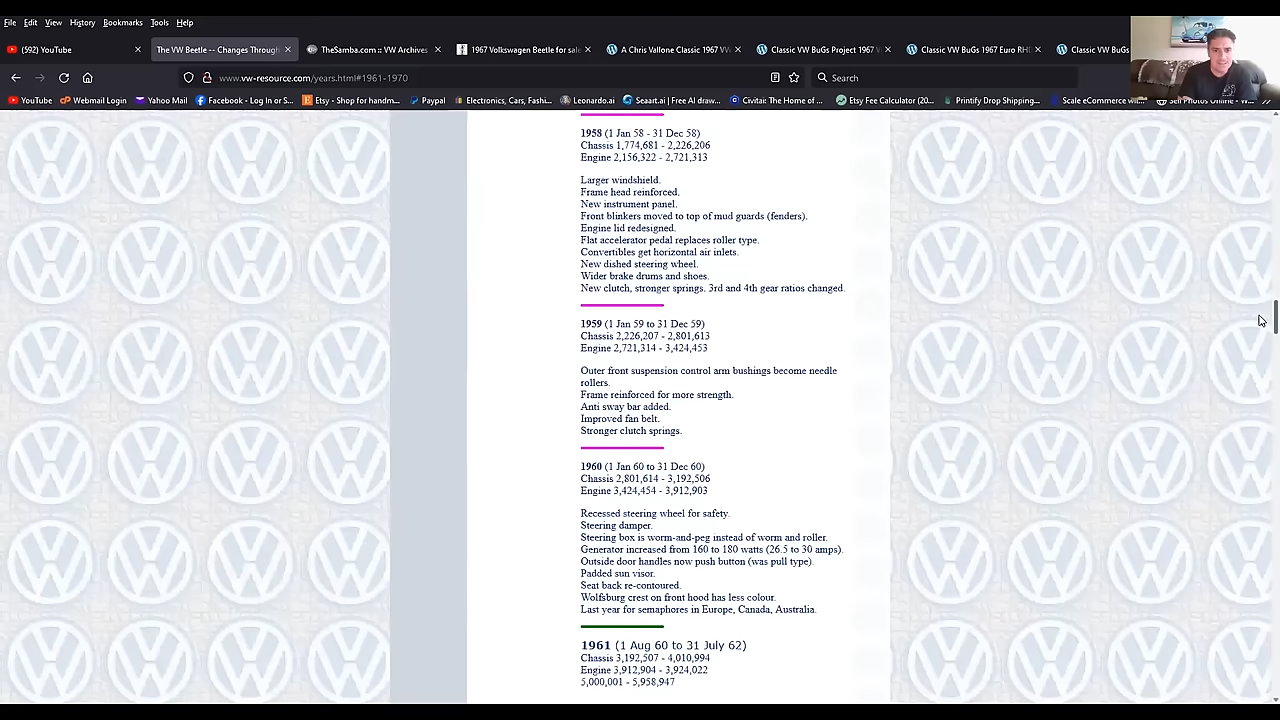 File Edit View History Bookmarks Tools Help
(592) YouTube
The VW Beetle -- Changes Throug
TheSamba.com :: VW Archives
1967 Volkswagen Beetle for sale
A Chris Vallone Classic 1967 VW
Classic VW BuGs Project 1967 V
Classic VW BuGs 1967 Euro RH
Classic VW BuGs
www.vw-resource.com/years.html#1961-1970
Search
YouTube
Webmail Login
Yahoo Mail
Facebook - Log In or S...
Etsy - Shop for handm...
Paypal
Electronics, Cars, Fashi...
Leonardo.ai
Seaart.ai | Free AI draw...
Civitai: The Home of ...
Etsy Fee Calculator (20...
Printify Drop Shipping...
Scale eCommerce wi...
Sell Photos Online
1958 (1 Jan 58 - 31 Dec 58)
Chassis 1,774,681 - 2,226,206
Engine 2,156,322 - 2,721,313
Larger windshield.
Frame head reinforced.
New instrument panel.
Front blinkers moved to top of mud guards (fenders).
Engine lid redesigned.
Flat accelerator pedal replaces roller type.
Convertibles get horizontal air inlets.
New dished steering wheel.
Wider brake drums and shoes.
New clutch, stronger springs. 3rd and 4th gear ratios changed.
1959 (1 Jan 59 to 31 Dec 59)
Chassis 2,226,207 - 2,801,613
Engine 2,721,314 - 3,424,453
Outer front suspension control arm bushings become needle
rollers.
Frame reinforced for more strength.
Anti sway bar added.
Improved fan belt.
Stronger clutch springs.
1960 (1 Jan 60 to 31 Dec 60)
Chassis 2,801,614 - 3,192,506
Engine 3,424,454 - 3,912,903
Recessed steering wheel for safety.
Steering damper.
Steering box is worm-and-peg instead of worm and roller.
Generator increased from 160 to 180 watts (26.5 to 30 amps).
Outside door handles now push button (was pull type).
Padded sun visor.
Seat back re-contoured.
Wolfsburg crest on front hood has less colour.
Last year for semaphores in Europe, Canada, Australia.
1961 (1 Aug 60 to 31 July 62)
Chassis 3,192,507 - 4,010,994
Engine 3,912,904 - 3,924,022
5,000,001 - 5,958,947